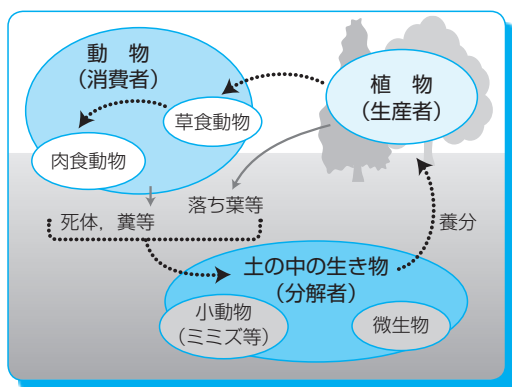 動　物
（消費者）
植　物
（生産者）
草食動物
肉食動物
落ち葉等
死体，糞等
養分
土の中の生き物
（分解者）
小動物
（ミミズ等）
微生物